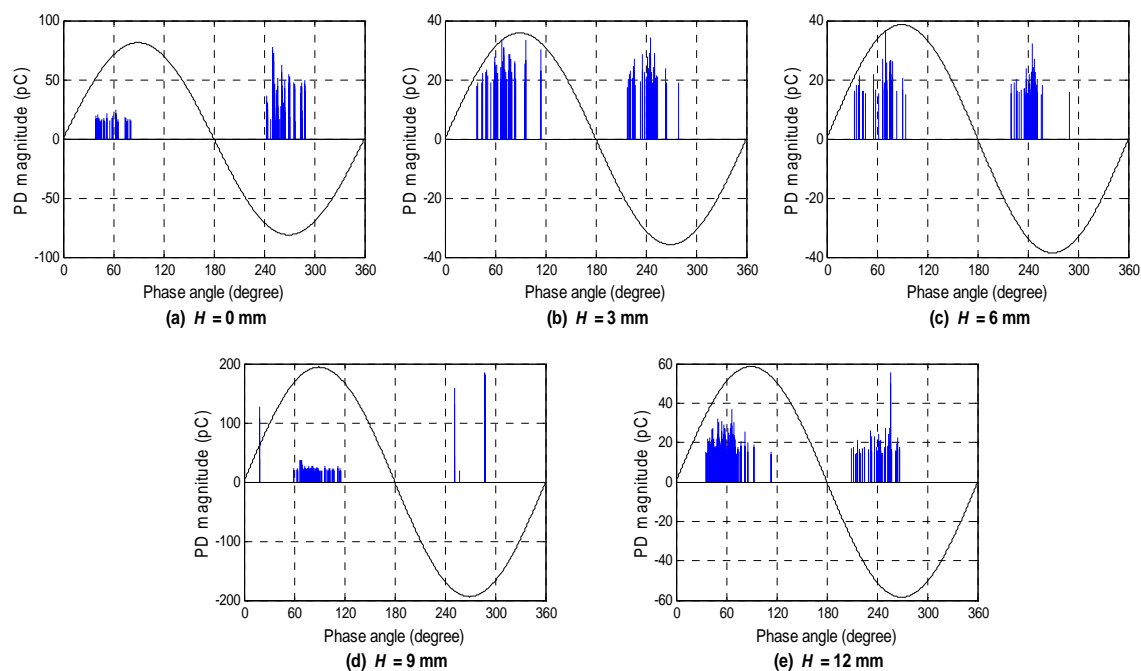 100
50
0
-50
-100
PD magnitude (pC)
0 60 120 180 240 300 360
Phase angle (degree)
(a) H = 0 mm
40
20
0
-20
-40
PD magnitude (pC)
0 60 120 180 240 300 360
Phase angle (degree)
(b) H = 3 mm
40
20
0
-20
-40
PD magnitude (pC)
0 60 120 180 240 300 360
Phase angle (degree)
(c) H = 6 mm
200
100
0
-100
-200
PD magnitude (pC)
0 60 120 180 240 300 360
Phase angle (degree)
(d) H = 9 mm
60
40
20
0
-20
-40
-60
PD magnitude (pC)
0 60 120 180 240 300 360
Phase angle (degree)
(e) H = 12 mm